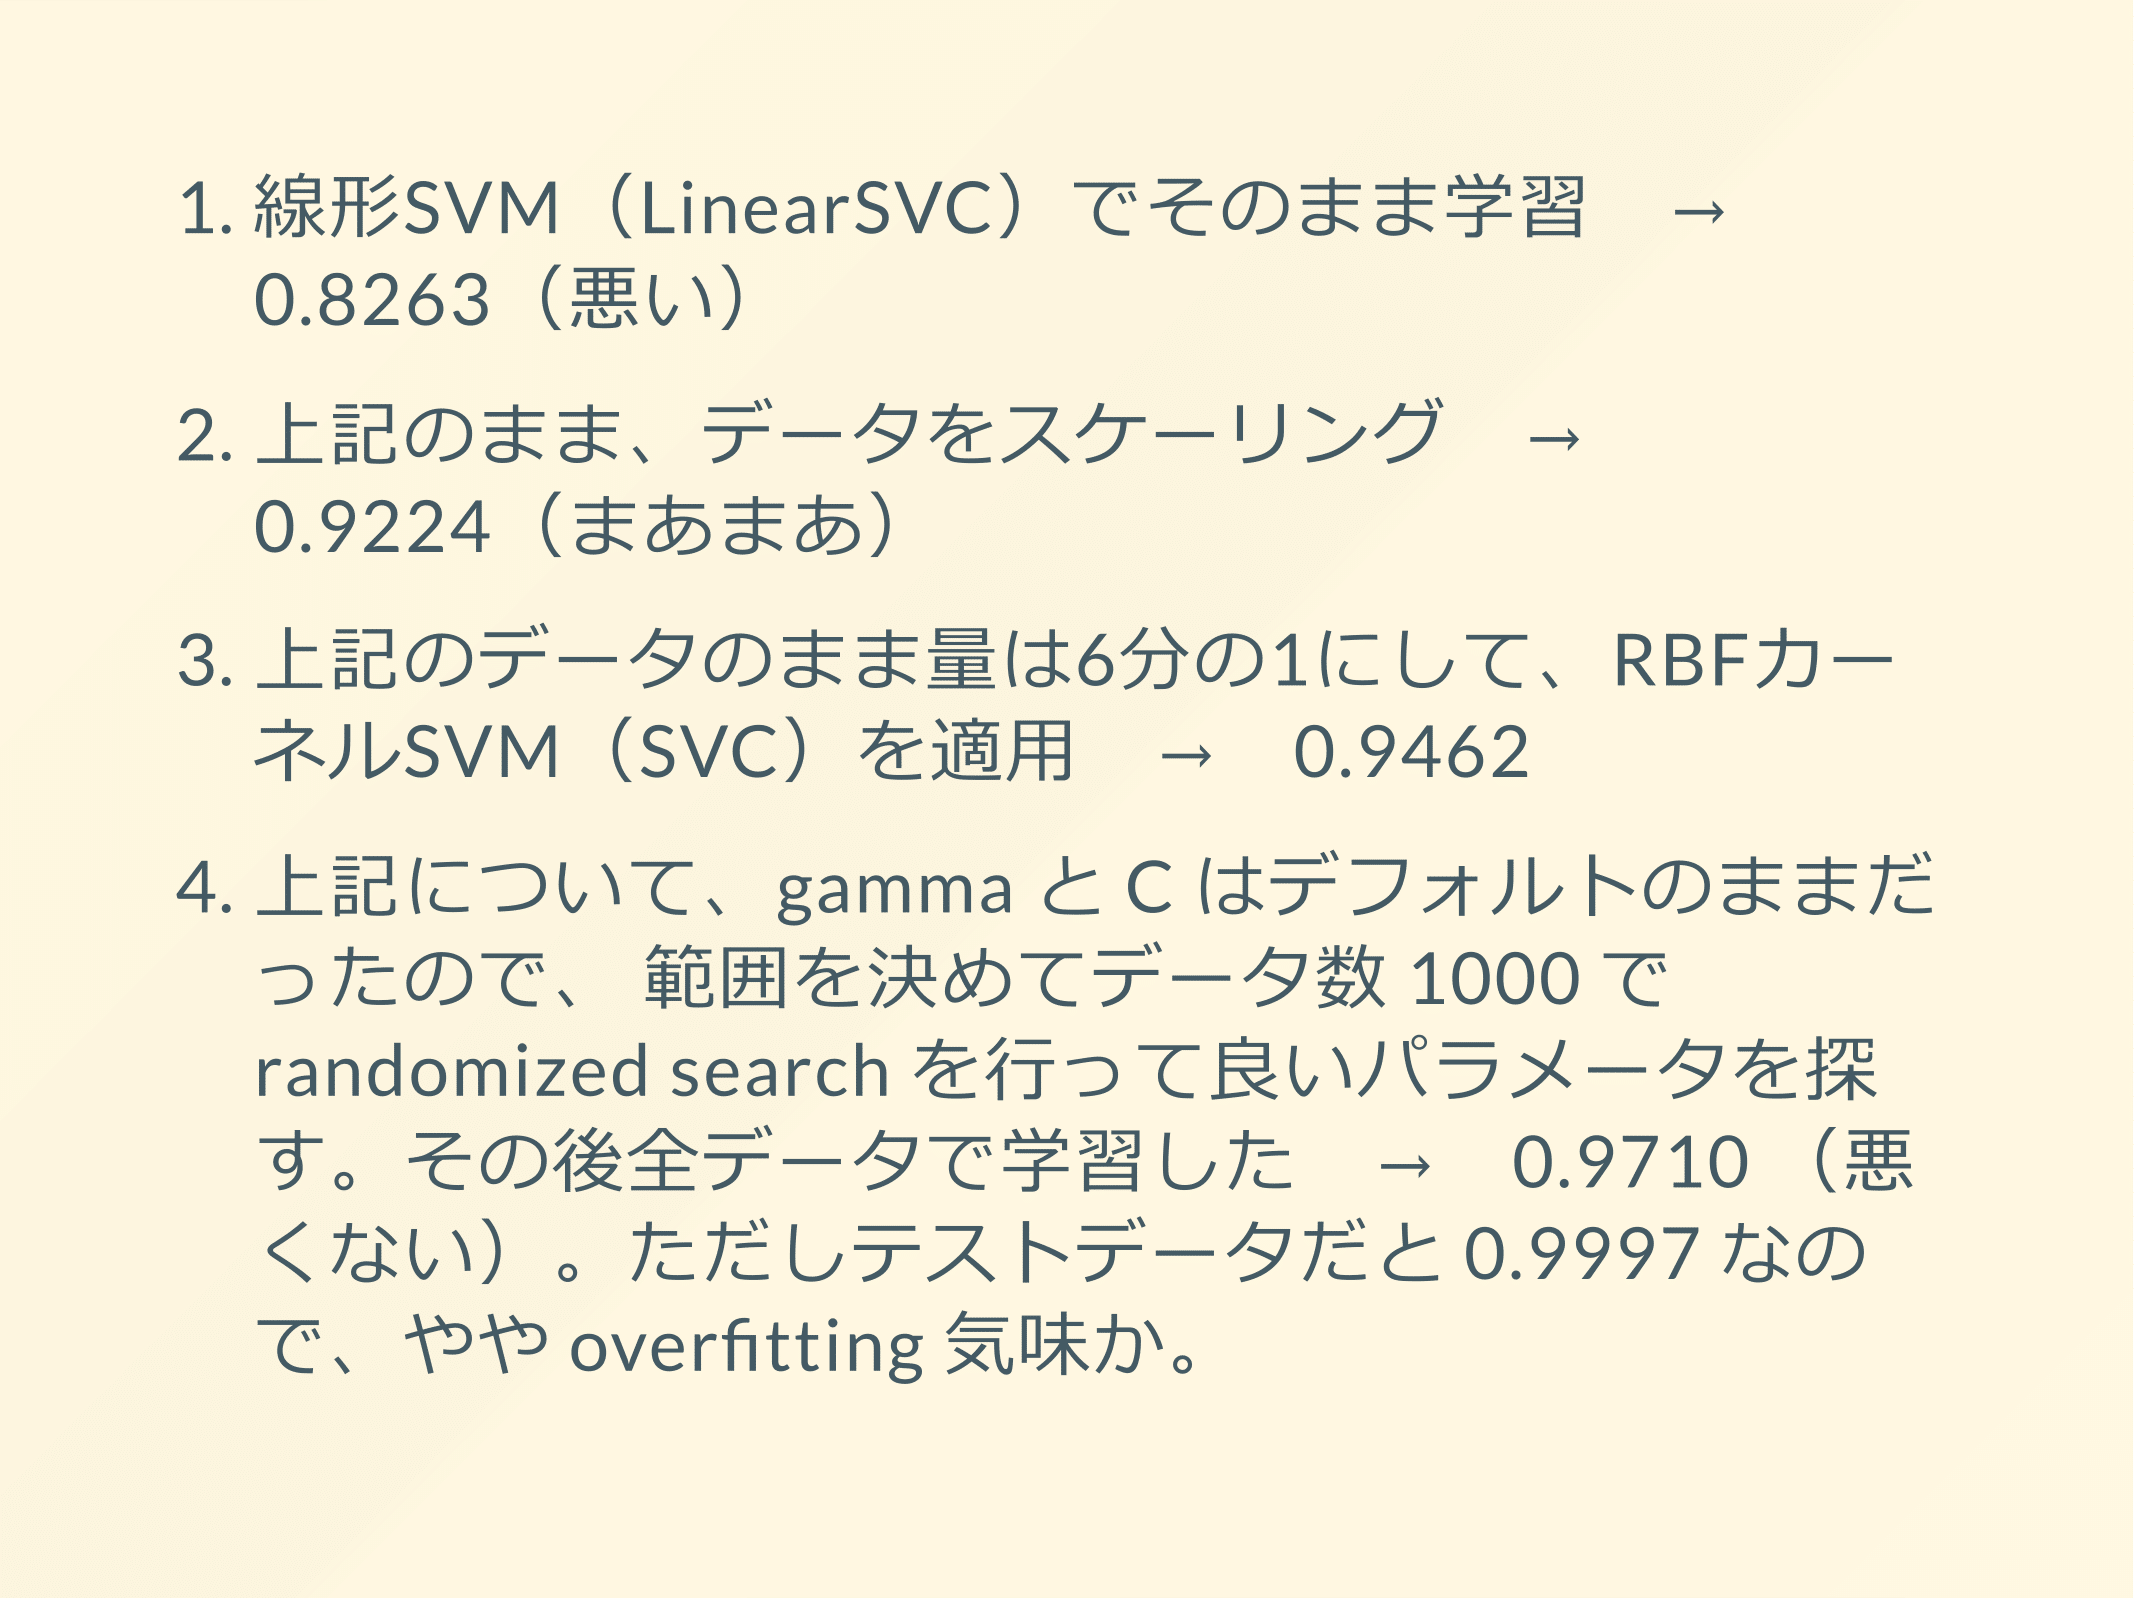 1. 線形SVM（LinearSVC）でそのまま学習　→
0.8263（悪い）
2. 上記のまま、データをスケーリング　→
0.9224（まあまあ）
3. 上記のデータのまま量は6分の1にして、RBFカー
ネルSVM（SVC）を適用　→　0.9462
4. 上記について、gamma と C はデフォルトのままだ
ったので、 範囲を決めてデータ数 1000 で
randomized search を行って良いパラメータを探
す。その後全データで学習した　→　0.9710 （悪
くない）。ただしテストデータだと 0.9997 なの
で、やや overfitting 気味か。